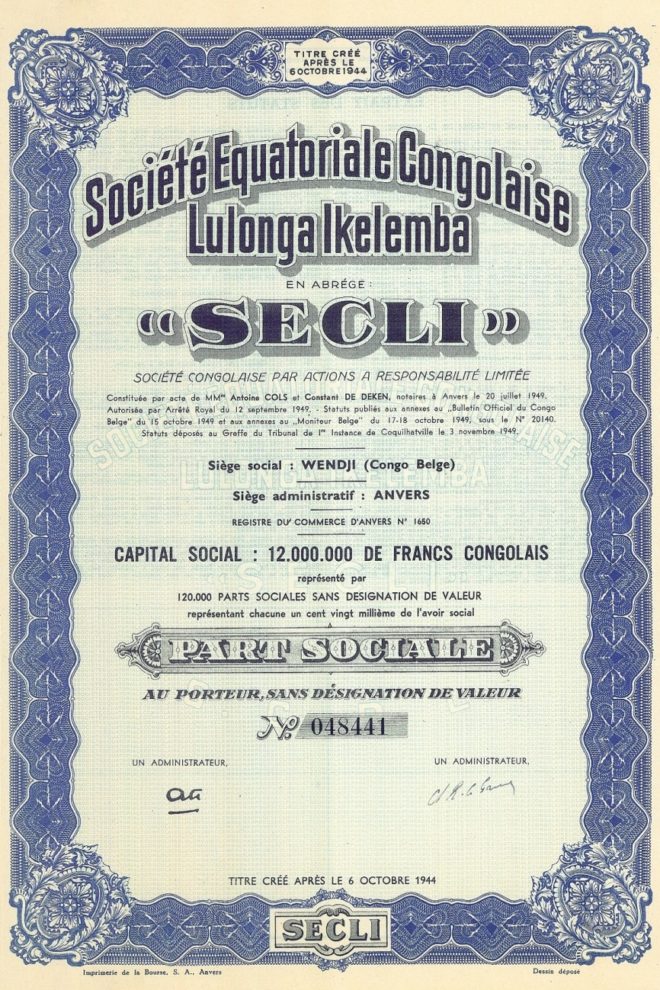 TITRE CRÉÉ
APRÈS LE
6 OCTOBRE 1944
Société Equatoriale Congolaise
Lulonga Ikelemba
EN ABRÉGÉ :
“SECLI”
SOCIÉTÉ CONGOLAISE PAR ACTIONS A RESPONSABILITÉ LIMITÉE
Constituée par acte de MMes Antoine COLS et Constant DE DEKEN, notaires à Anvers le 20 juillet 1949.
Autorisée par Arrêté Royal du 12 septembre 1949. - Statuts publiés aux annexes au „Bulletin Officiel du Congo
Belge” du 15 octobre 1949 et aux annexes au „Moniteur Belge” du 17-18 octobre 1949, sous le N° 20140.
Statuts déposés au Greffe du Tribunal de 1re Instance de Coquilhatville le 3 novembre 1949.
Siège social : WENDJI (Congo Belge)
Siège administratif : ANVERS
REGISTRE DU COMMERCE D'ANVERS N° 1650
CAPITAL SOCIAL : 12.000.000 DE FRANCS CONGOLAIS
représenté par
120.000 PARTS SOCIALES SANS DESIGNATION DE VALEUR
représentant chacune un cent vingt millième de l'avoir social
PART SOCIALE
AU PORTEUR, SANS DÉSIGNATION DE VALEUR
No. 048441
UN ADMINISTRATEUR, UN ADMINISTRATEUR,
TITRE CRÉÉ APRÈS LE 6 OCTOBRE 1944
SECLI
Imprimerie de la Bourse, S. A., Anvers Dessin déposé